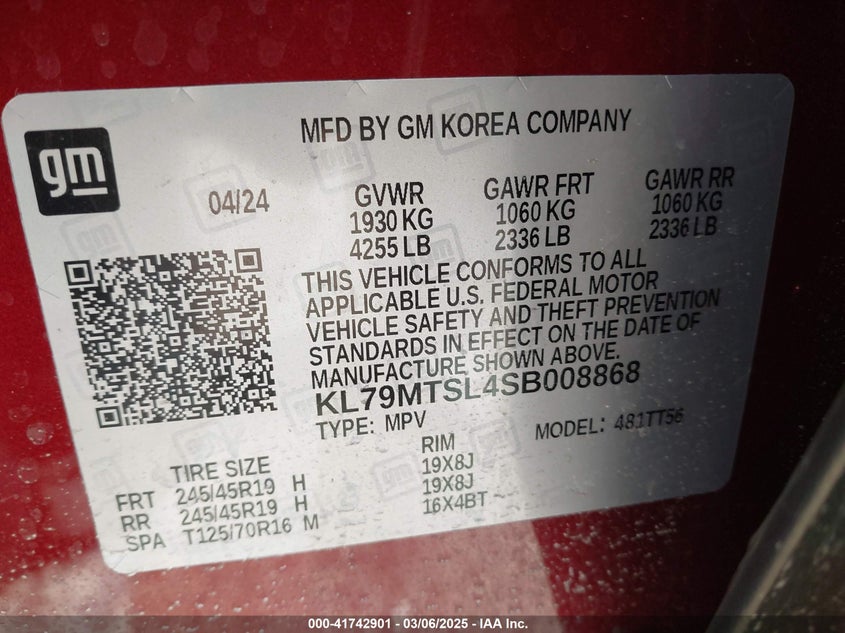 MFD BY GM KOREA COMPANY
gm
04/24
GVWR GAWR FRT GAWR RR
1930 KG 1060 KG 1060 KG
4255 LB 2336 LB 2336 LB
THIS VEHICLE CONFORMS TO ALL
APPLICABLE U.S. FEDERAL MOTOR
VEHICLE SAFETY AND THEFT PREVENTION
STANDARDS IN EFFECT ON THE DATE OF
MANUFACTURE SHOWN ABOVE.
KL79MTSL4SB008868
TYPE: MPV MODEL: 481TT56
TIRE SIZE RIM
FRT 245/45R19 H 19X8J
RR 245/45R19 H 19X8J
SPA T125/70R16 M 16X4BT
000-41742901 - 03/06/2025 - IAA Inc.